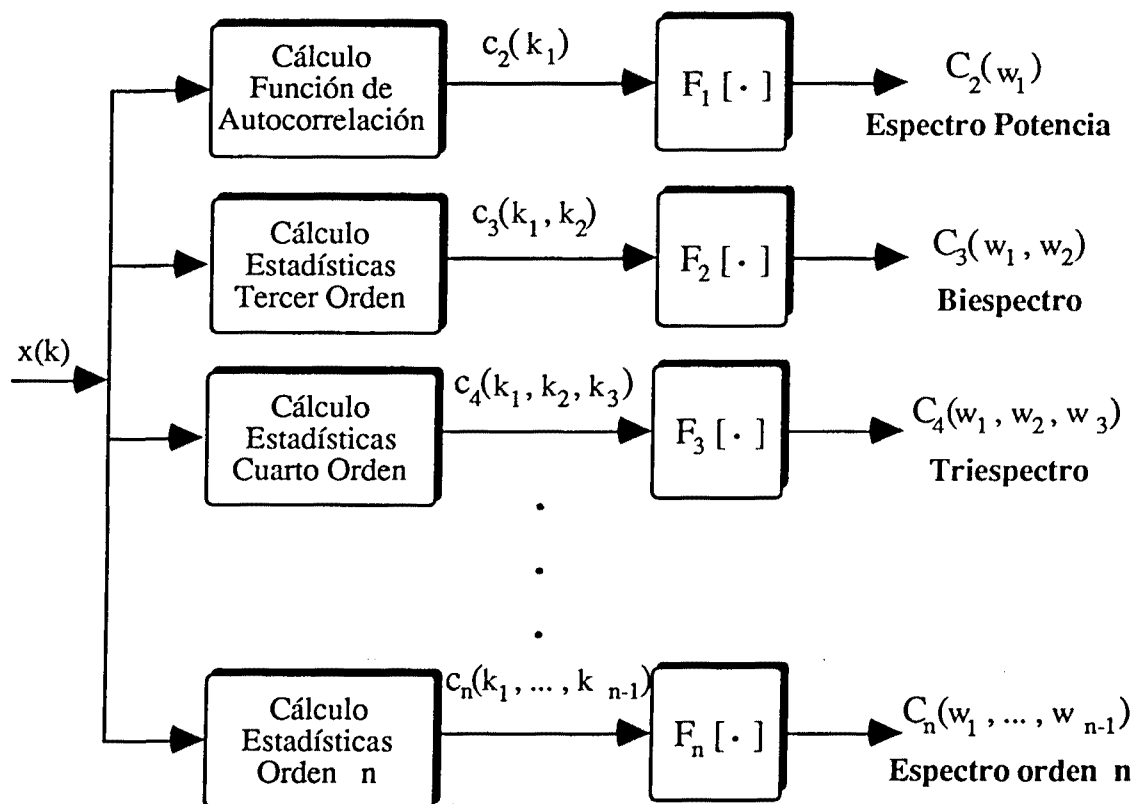 Cálculo
Función de
Autocorrelación
c₂(k₁)
F₁ [ · ]
C₂(w₁)
Espectro Potencia
Cálculo
Estadísticas
Tercer Orden
c₃(k₁, k₂)
F₂ [ · ]
C₃(w₁, w₂)
Biespectro
x(k)
Cálculo
Estadísticas
Cuarto Orden
c₄(k₁, k₂, k₃)
F₃ [ · ]
C₄(w₁, w₂, w₃)
Triespectro
Cálculo
Estadísticas
Orden n
cₙ(k₁, ... , k ₙ₋₁)
Fₙ [ · ]
Cₙ(w₁, ... , w ₙ₋₁)
Espectro orden n